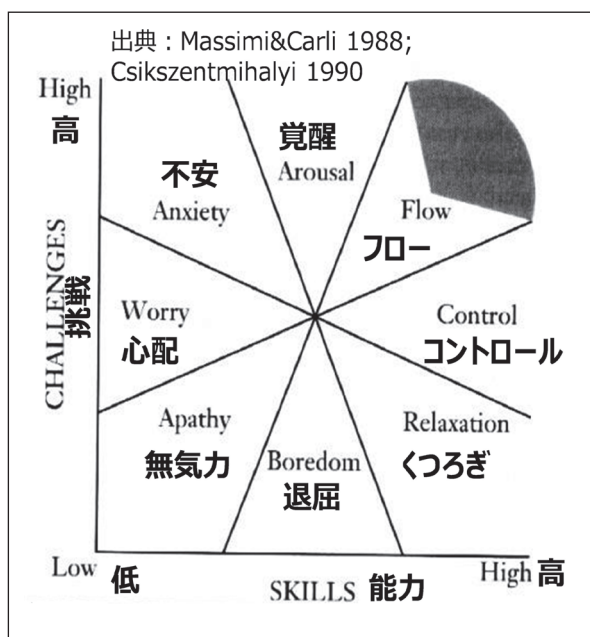 出典：Massimi&Carli 1988;
Csikszentmihalyi 1990
High
高
覚醒
Arousal
不安
Anxiety
Flow
フロー
CHALLENGES
挑戦
Worry
心配
Control
コントロール
Apathy
無気力
Boredom
退屈
Relaxation
くつろぎ
Low 低
SKILLS 能力
High 高